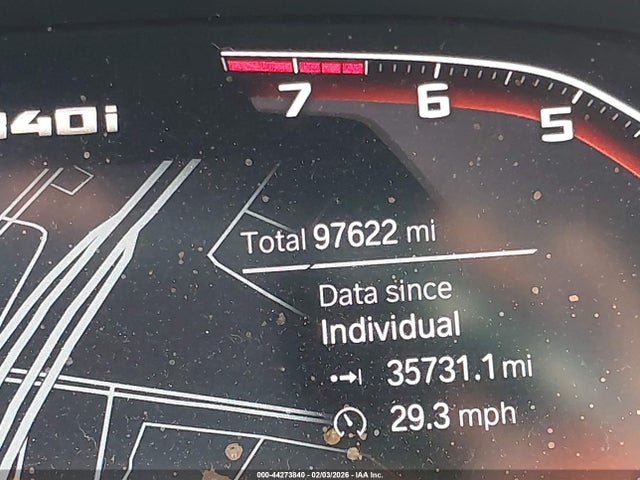 7 6 5
M40i
Total 97622 mi
Data since
Individual
35731.1 mi
29.3 mph
000-44273840 - 02/03/2026 - IAA Inc.